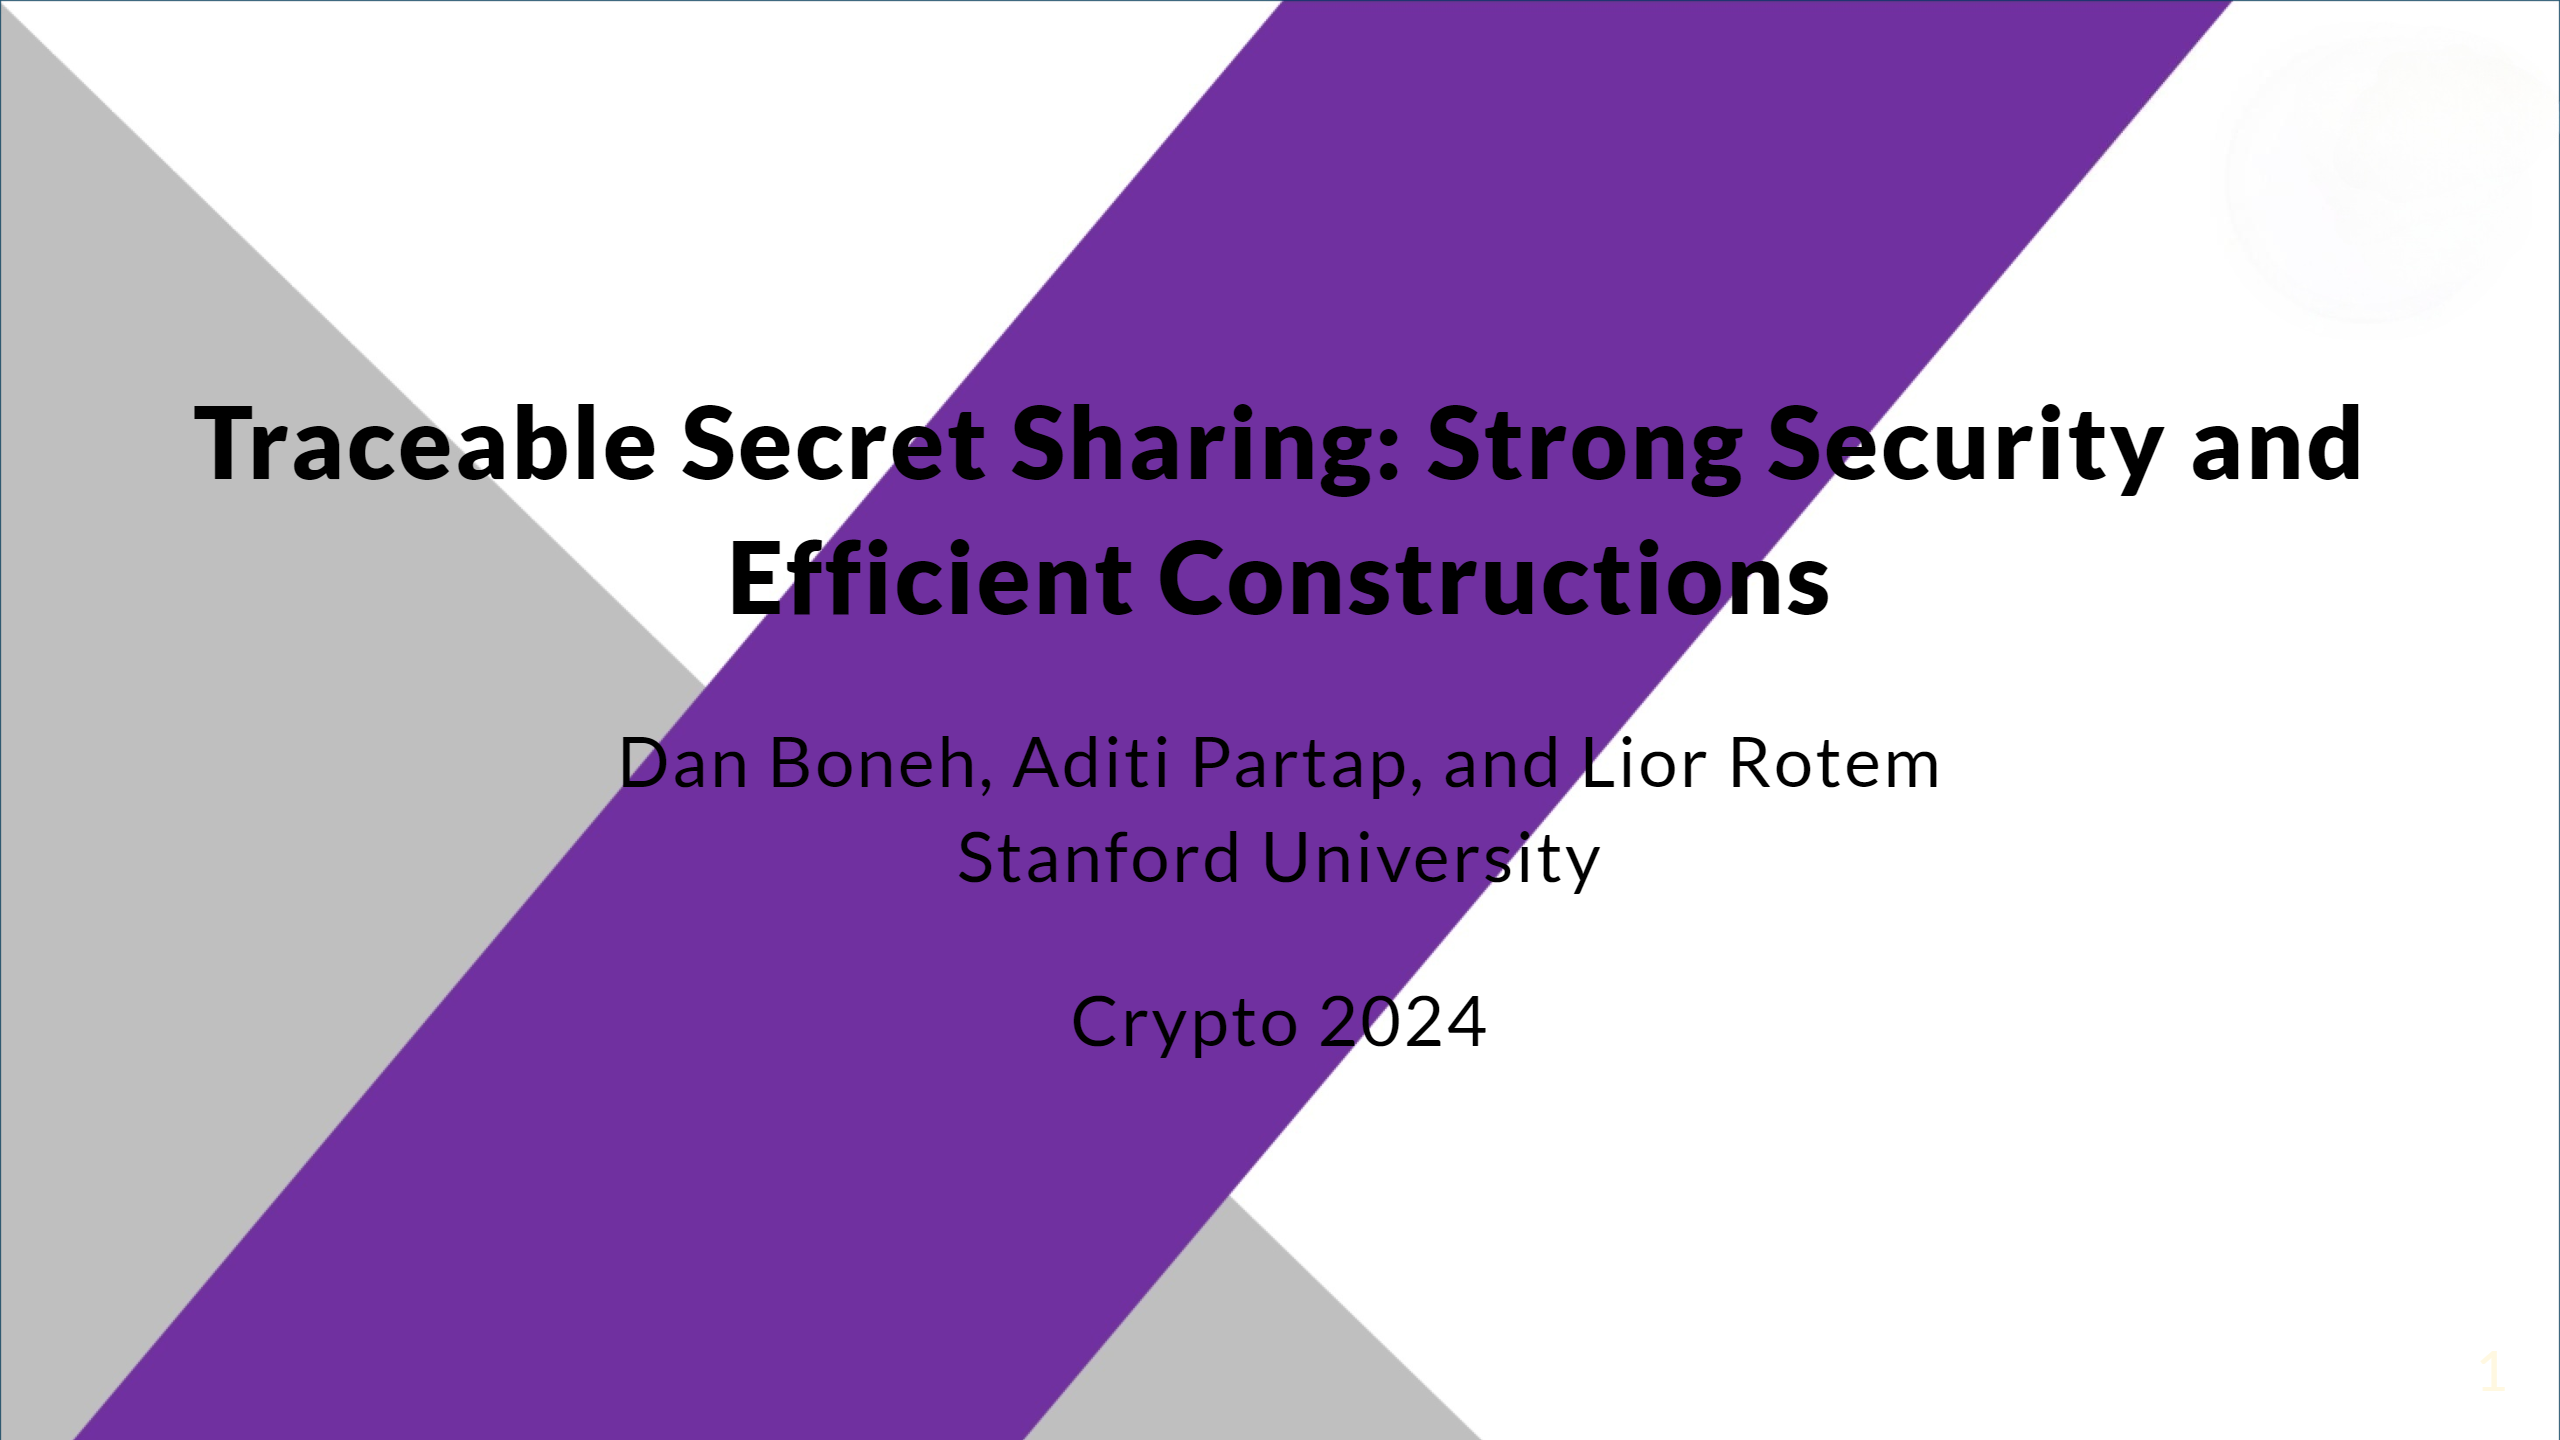 Traceable Secret Sharing: Strong Security and
Efficient Constructions
Dan Boneh, Aditi Partap, and Lior Rotem
Stanford University
Crypto 2024
1